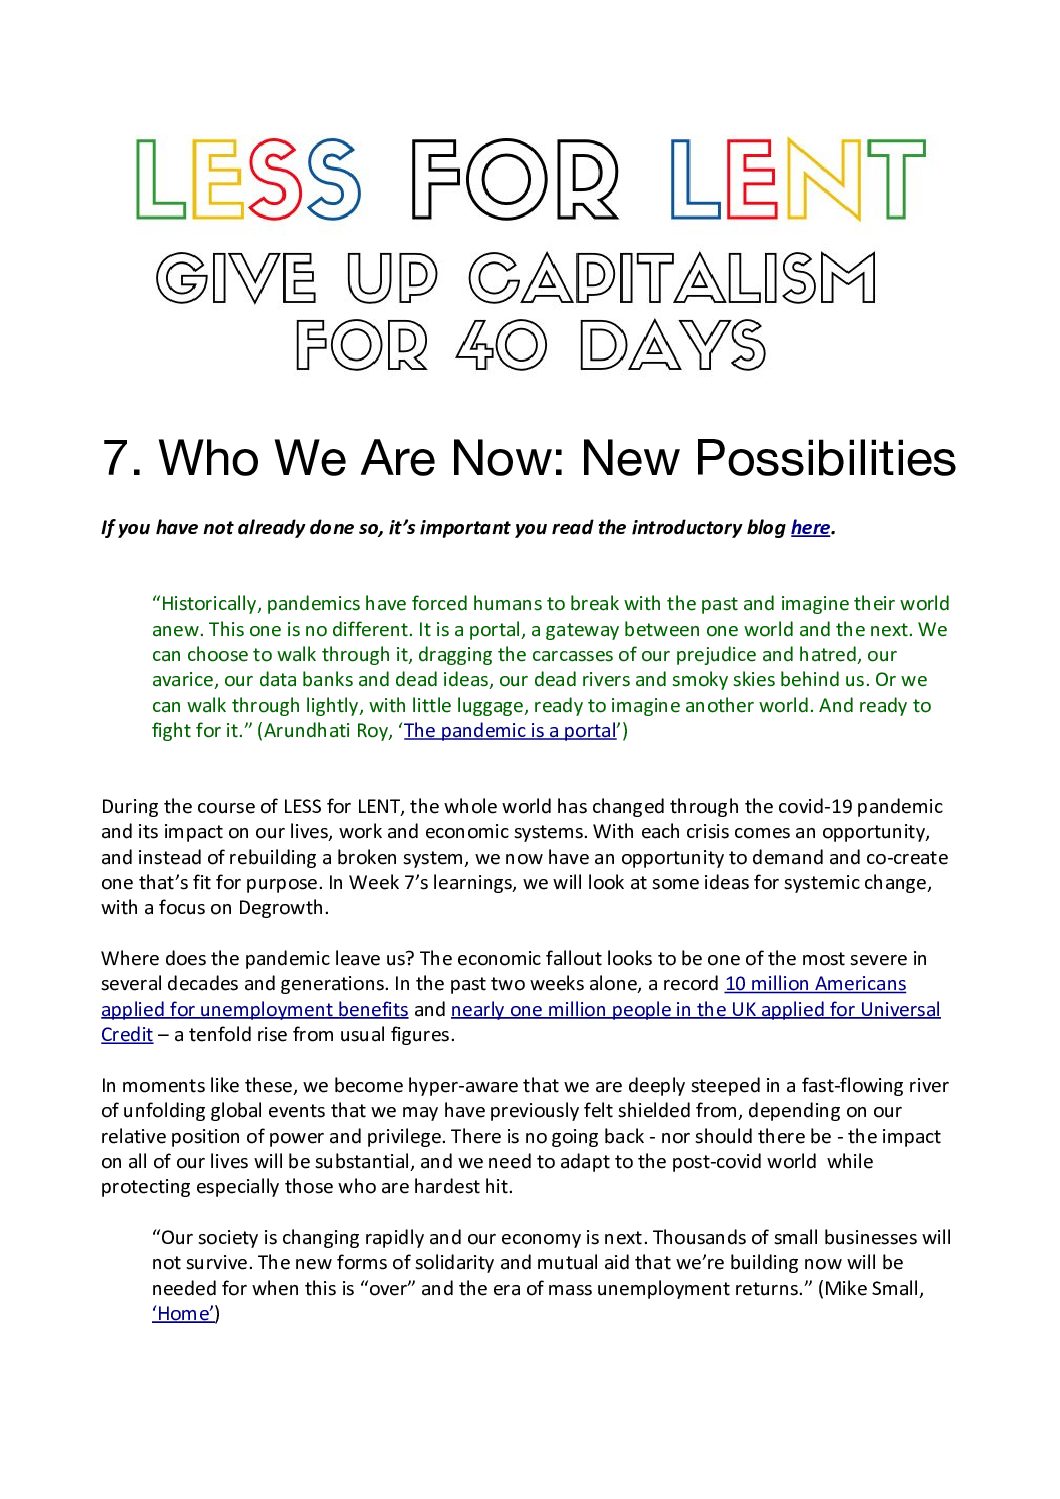 LESS FOR LENT
GIVE UP CAPITALISM
FOR 40 DAYS
7. Who We Are Now: New Possibilities
If you have not already done so, it’s important you read the introductory blog here.
“Historically, pandemics have forced humans to break with the past and imagine their world
anew. This one is no different. It is a portal, a gateway between one world and the next. We
can choose to walk through it, dragging the carcasses of our prejudice and hatred, our
avarice, our data banks and dead ideas, our dead rivers and smoky skies behind us. Or we
can walk through lightly, with little luggage, ready to imagine another world. And ready to
fight for it.” (Arundhati Roy, ‘The pandemic is a portal’)
During the course of LESS for LENT, the whole world has changed through the covid-19 pandemic
and its impact on our lives, work and economic systems. With each crisis comes an opportunity,
and instead of rebuilding a broken system, we now have an opportunity to demand and co-create
one that’s fit for purpose. In Week 7’s learnings, we will look at some ideas for systemic change,
with a focus on Degrowth.
Where does the pandemic leave us? The economic fallout looks to be one of the most severe in
several decades and generations. In the past two weeks alone, a record 10 million Americans
applied for unemployment benefits and nearly one million people in the UK applied for Universal
Credit – a tenfold rise from usual figures.
In moments like these, we become hyper-aware that we are deeply steeped in a fast-flowing river
of unfolding global events that we may have previously felt shielded from, depending on our
relative position of power and privilege. There is no going back - nor should there be - the impact
on all of our lives will be substantial, and we need to adapt to the post-covid world  while
protecting especially those who are hardest hit.
“Our society is changing rapidly and our economy is next. Thousands of small businesses will
not survive. The new forms of solidarity and mutual aid that we’re building now will be
needed for when this is “over” and the era of mass unemployment returns.” (Mike Small,
‘Home’)